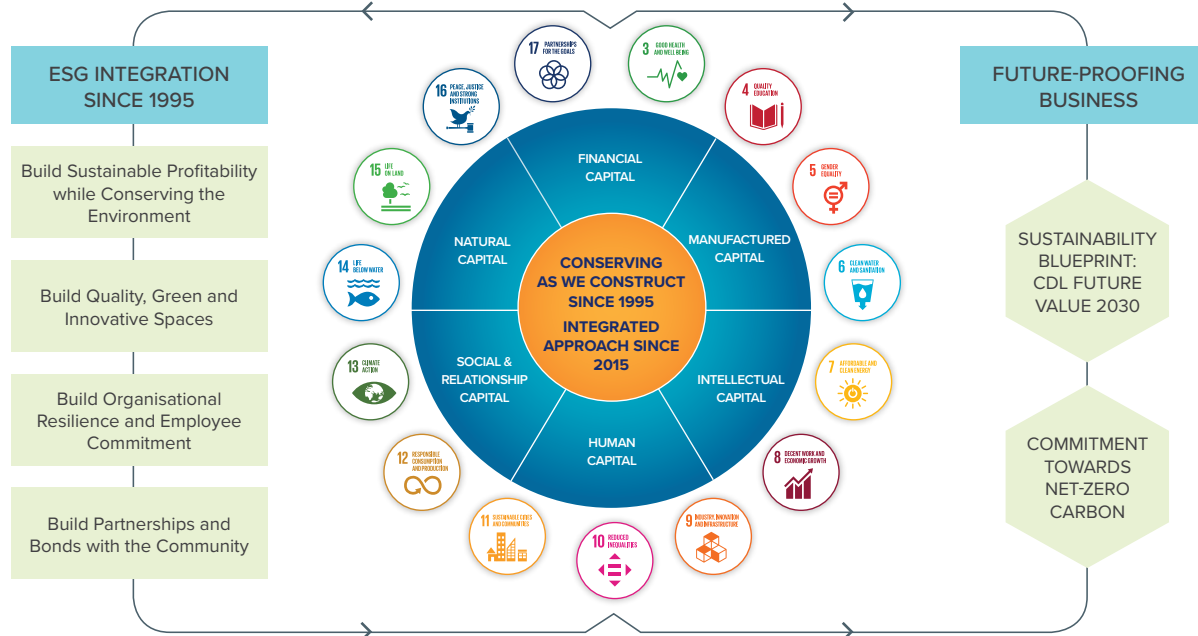 ESG INTEGRATION
SINCE 1995
Build Sustainable Profitability
while Conserving the
Environment
Build Quality, Green and
Innovative Spaces
Build Organisational
Resilience and Employee
Commitment
Build Partnerships and
Bonds with the Community
17 PARTNERSHIPS
FOR THE GOALS
3 GOOD HEALTH
AND WELL BEING
4 QUALITY
EDUCATION
5 GENDER
EQUALITY
6 CLEAN WATER
AND SANITATION
7 AFFORDABLE AND
CLEAN ENERGY
8 DECENT WORK AND
ECONOMIC GROWTH
9 INDUSTRY, INNOVATION
AND INFRASTRUCTURE
10 REDUCED
INEQUALITIES
11 SUSTAINABLE CITIES
AND COMMUNITIES
12 RESPONSIBLE
CONSUMPTION
AND PRODUCTION
13 CLIMATE
ACTION
14 LIFE
BELOW WATER
15 LIFE
ON LAND
16 PEACE, JUSTICE
AND STRONG
INSTITUTIONS
FINANCIAL
CAPITAL
MANUFACTURED
CAPITAL
INTELLECTUAL
CAPITAL
HUMAN
CAPITAL
SOCIAL &
RELATIONSHIP
CAPITAL
NATURAL
CAPITAL
CONSERVING
AS WE CONSTRUCT
SINCE 1995
INTEGRATED
APPROACH SINCE
2015
FUTURE-PROOFING
BUSINESS
SUSTAINABILITY
BLUEPRINT:
CDL FUTURE
VALUE 2030
COMMITMENT
TOWARDS
NET-ZERO
CARBON